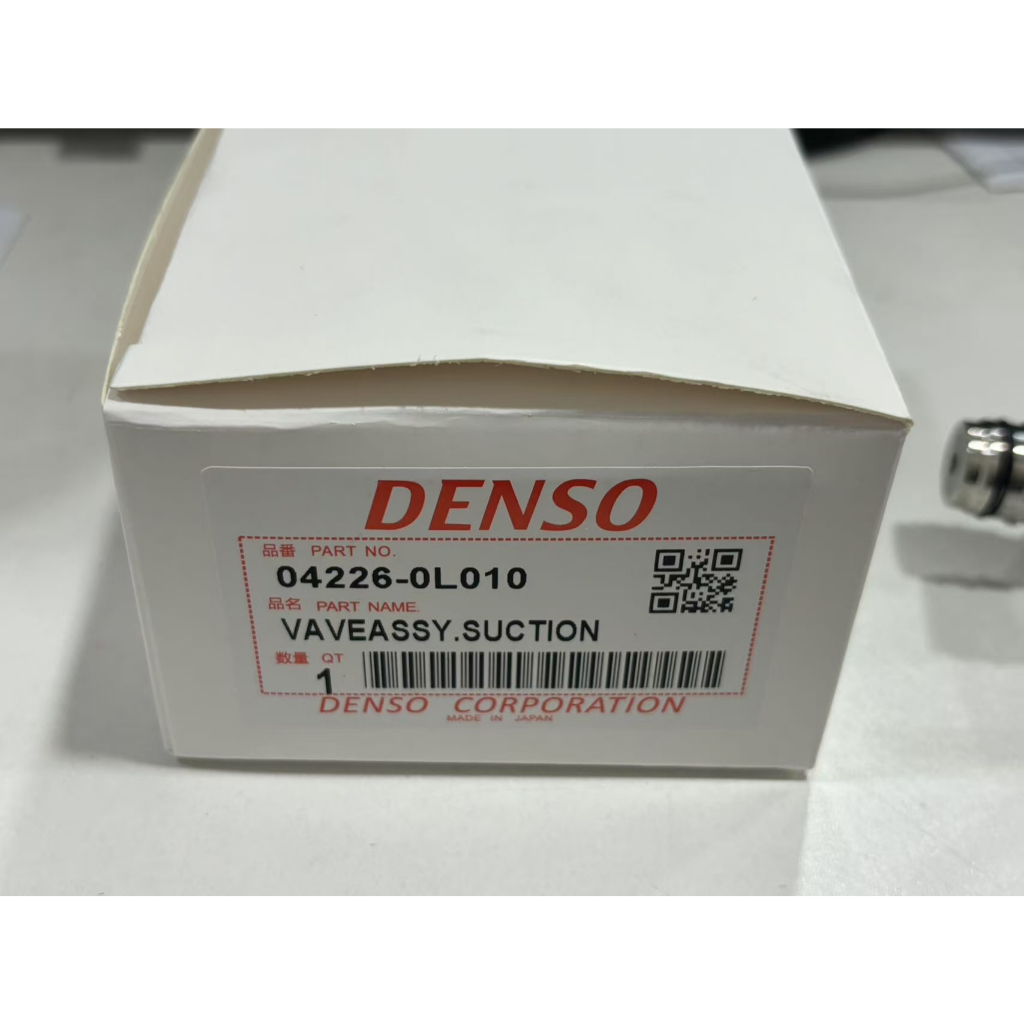 DENSO
品番 PART NO.
04226-0L010
品名 PART NAME.
VAVEASSY.SUCTION
数量 QT
1
DENSO CORPORATION
MADE IN JAPAN